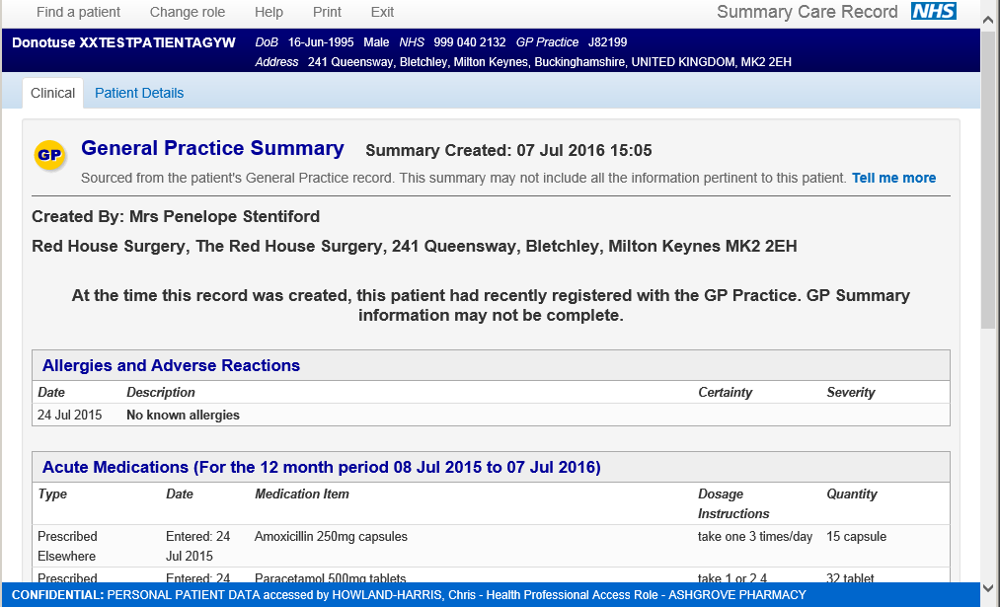 Find a patient Change role Help Print Exit Summary Care Record NHS
Donotuse XXTESTPATIENTAGYW DoB 16-Jun-1995 Male NHS 999 040 2132 GP Practice J82199
Address 241 Queensway, Bletchley, Milton Keynes, Buckinghamshire, UNITED KINGDOM, MK2 2EH
Clinical Patient Details
GP General Practice Summary Summary Created: 07 Jul 2016 15:05
Sourced from the patient's General Practice record. This summary may not include all the information pertinent to this patient. Tell me more
Created By: Mrs Penelope Stentiford
Red House Surgery, The Red House Surgery, 241 Queensway, Bletchley, Milton Keynes MK2 2EH
At the time this record was created, this patient had recently registered with the GP Practice. GP Summary
information may not be complete.
Allergies and Adverse Reactions
Date Description Certainty Severity
24 Jul 2015 No known allergies
Acute Medications (For the 12 month period 08 Jul 2015 to 07 Jul 2016)
Type Date Medication Item Dosage Quantity
Instructions
Prescribed Entered: 24 Amoxicillin 250mg capsules take one 3 times/day 15 capsule
Elsewhere Jul 2015
Prescribed Entered: 24 Paracetamol 500mg tablets take 1 or 2 4 32 tablet
CONFIDENTIAL: PERSONAL PATIENT DATA accessed by HOWLAND-HARRIS, Chris - Health Professional Access Role - ASHGROVE PHARMACY